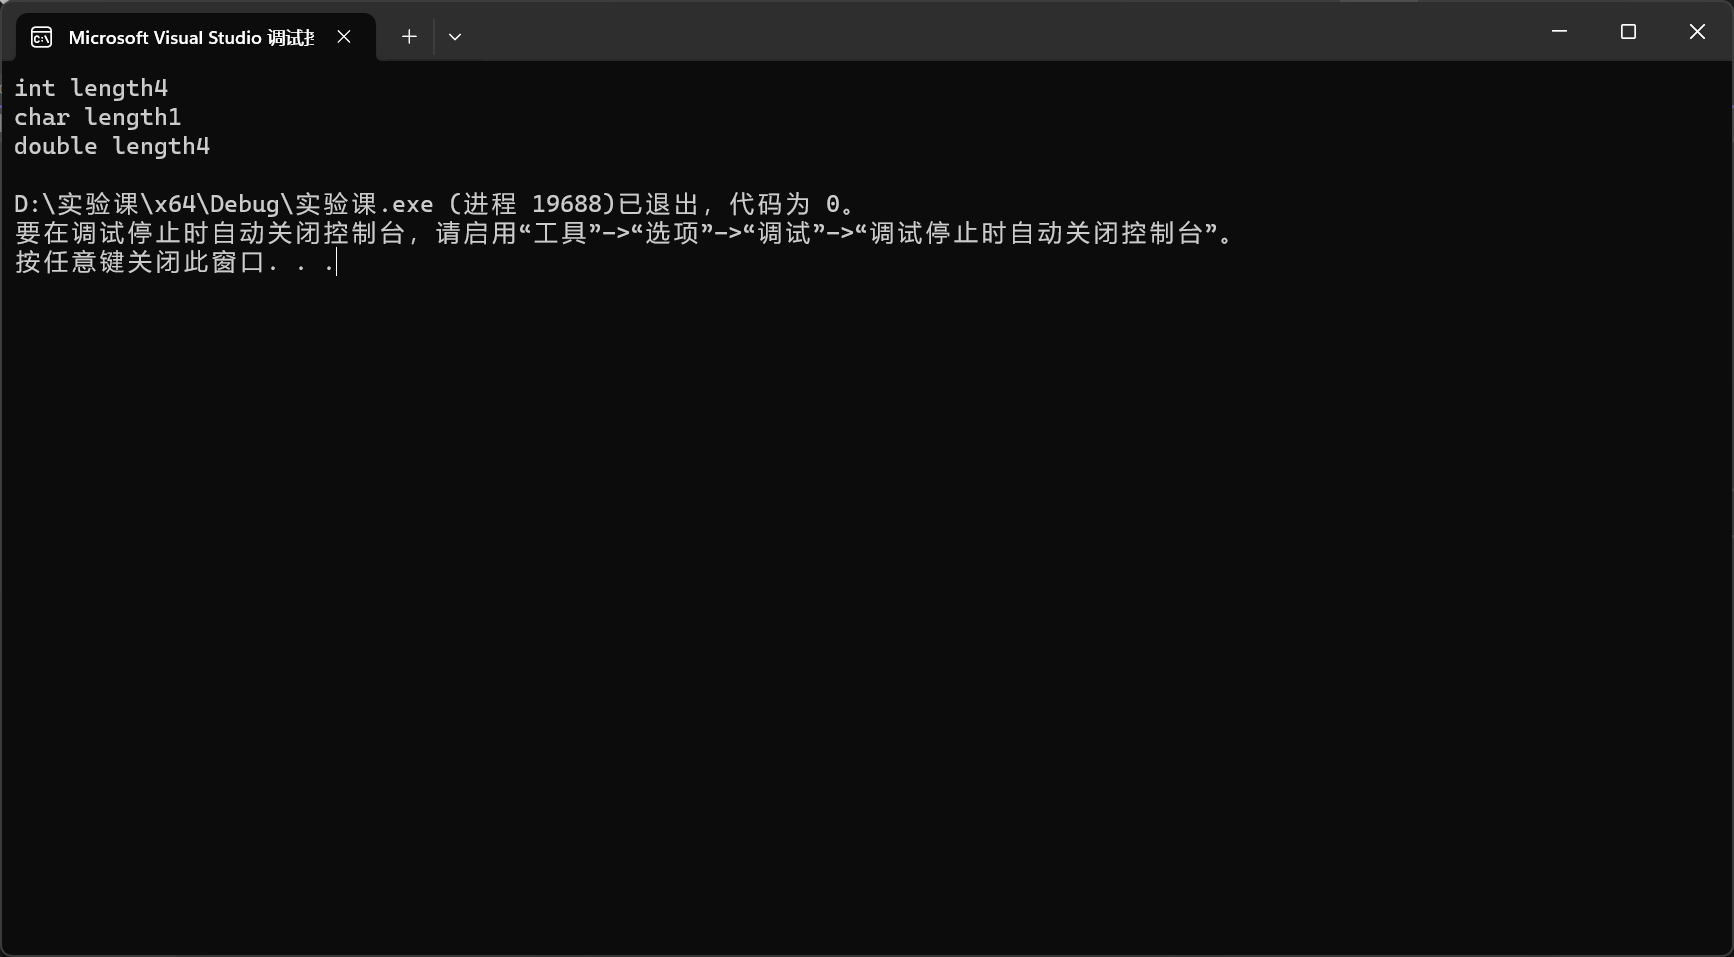 Microsoft Visual Studio 调试
int length4
char length1
double length4
D:\实验课\x64\Debug\实验课.exe (进程 19688)已退出，代码为 0。
要在调试停止时自动关闭控制台，请启用“工具”->“选项”->“调试”->“调试停止时自动关闭控制台”。
按任意键关闭此窗口. . .